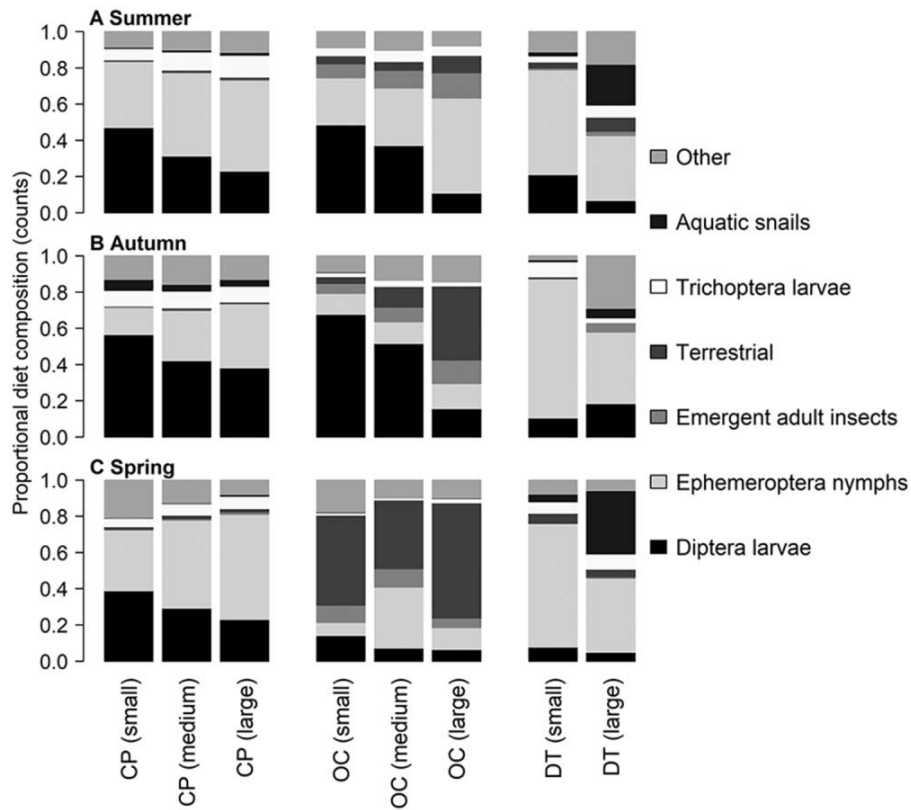 A Summer
1.0
0.8
0.6
0.4
0.2
0.0
B Autumn
1.0
0.8
0.6
0.4
0.2
0.0
C Spring
1.0
0.8
0.6
0.4
0.2
0.0
Proportional diet composition (counts)
CP (small)
CP (medium)
CP (large)
OC (small)
OC (medium)
OC (large)
DT (small)
DT (large)
Other
Aquatic snails
Trichoptera larvae
Terrestrial
Emergent adult insects
Ephemeroptera nymphs
Diptera larvae